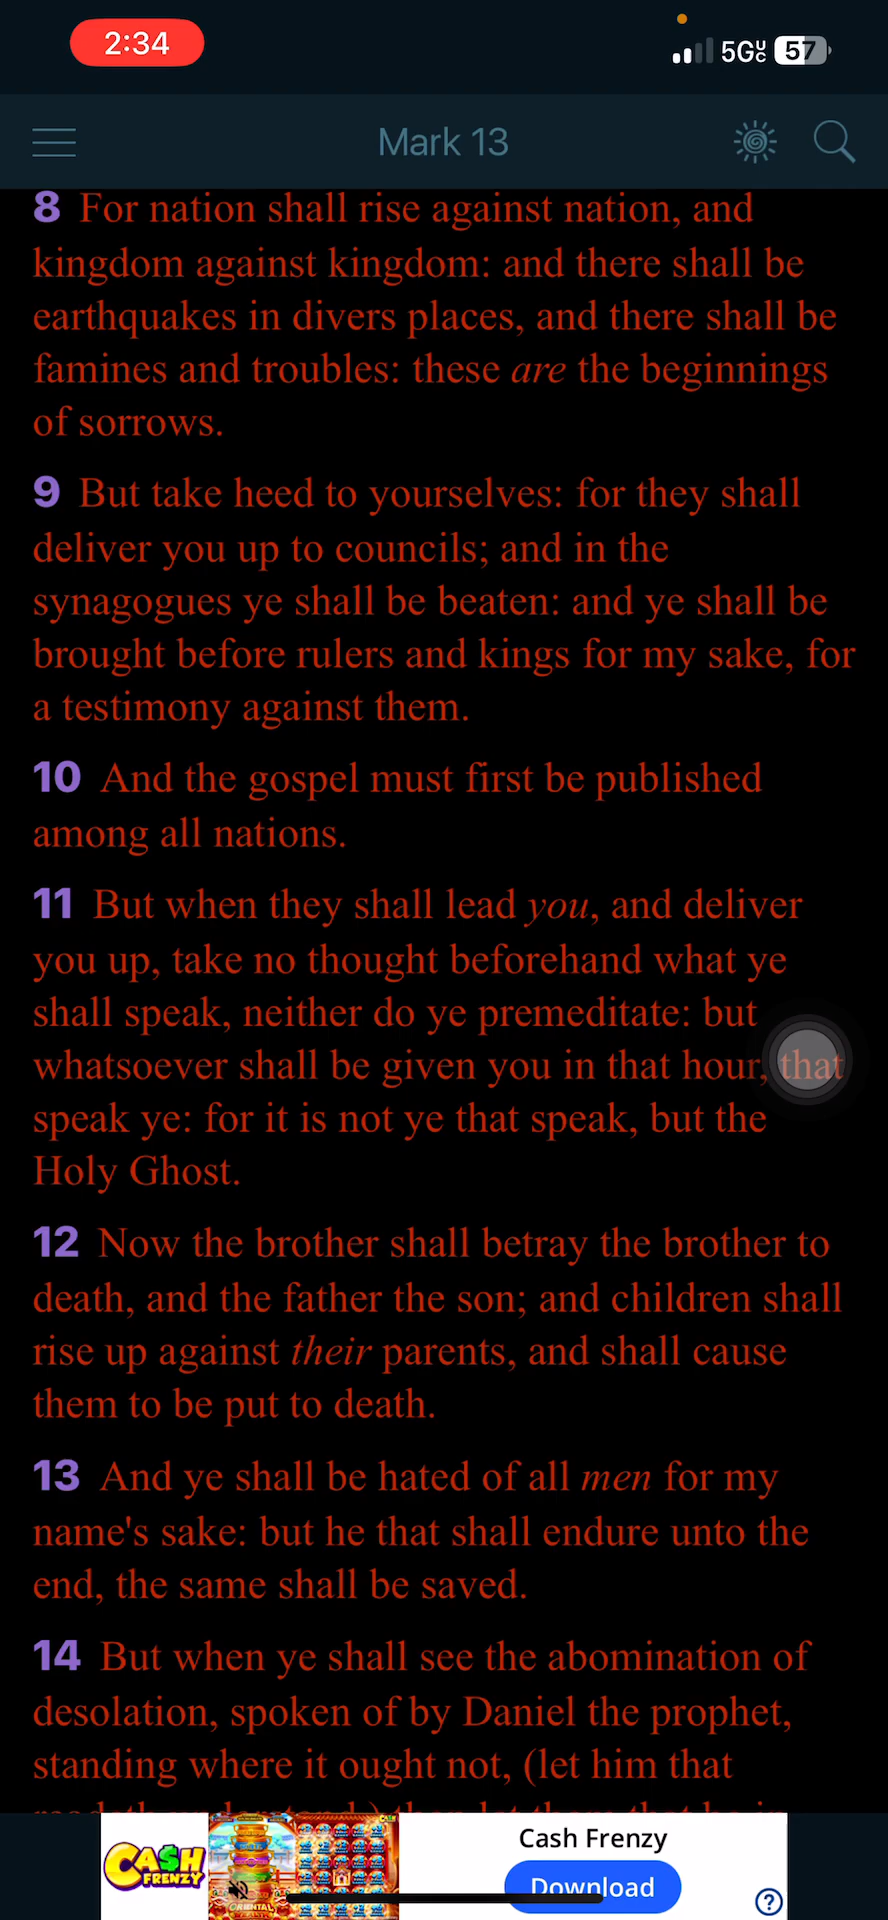 2:34
5G UC 57
Mark 13
8 For nation shall rise against nation, and
kingdom against kingdom: and there shall be
earthquakes in divers places, and there shall be
famines and troubles: these are the beginnings
of sorrows.
9 But take heed to yourselves: for they shall
deliver you up to councils; and in the
synagogues ye shall be beaten: and ye shall be
brought before rulers and kings for my sake, for
a testimony against them.
10 And the gospel must first be published
among all nations.
11 But when they shall lead you, and deliver
you up, take no thought beforehand what ye
shall speak, neither do ye premeditate: but
whatsoever shall be given you in that hour, that
speak ye: for it is not ye that speak, but the
Holy Ghost.
12 Now the brother shall betray the brother to
death, and the father the son; and children shall
rise up against their parents, and shall cause
them to be put to death.
13 And ye shall be hated of all men for my
name's sake: but he that shall endure unto the
end, the same shall be saved.
14 But when ye shall see the abomination of
desolation, spoken of by Daniel the prophet,
standing where it ought not, (let him that
CASH
FRENZY
ORIENTAL
Cash Frenzy
Download
?